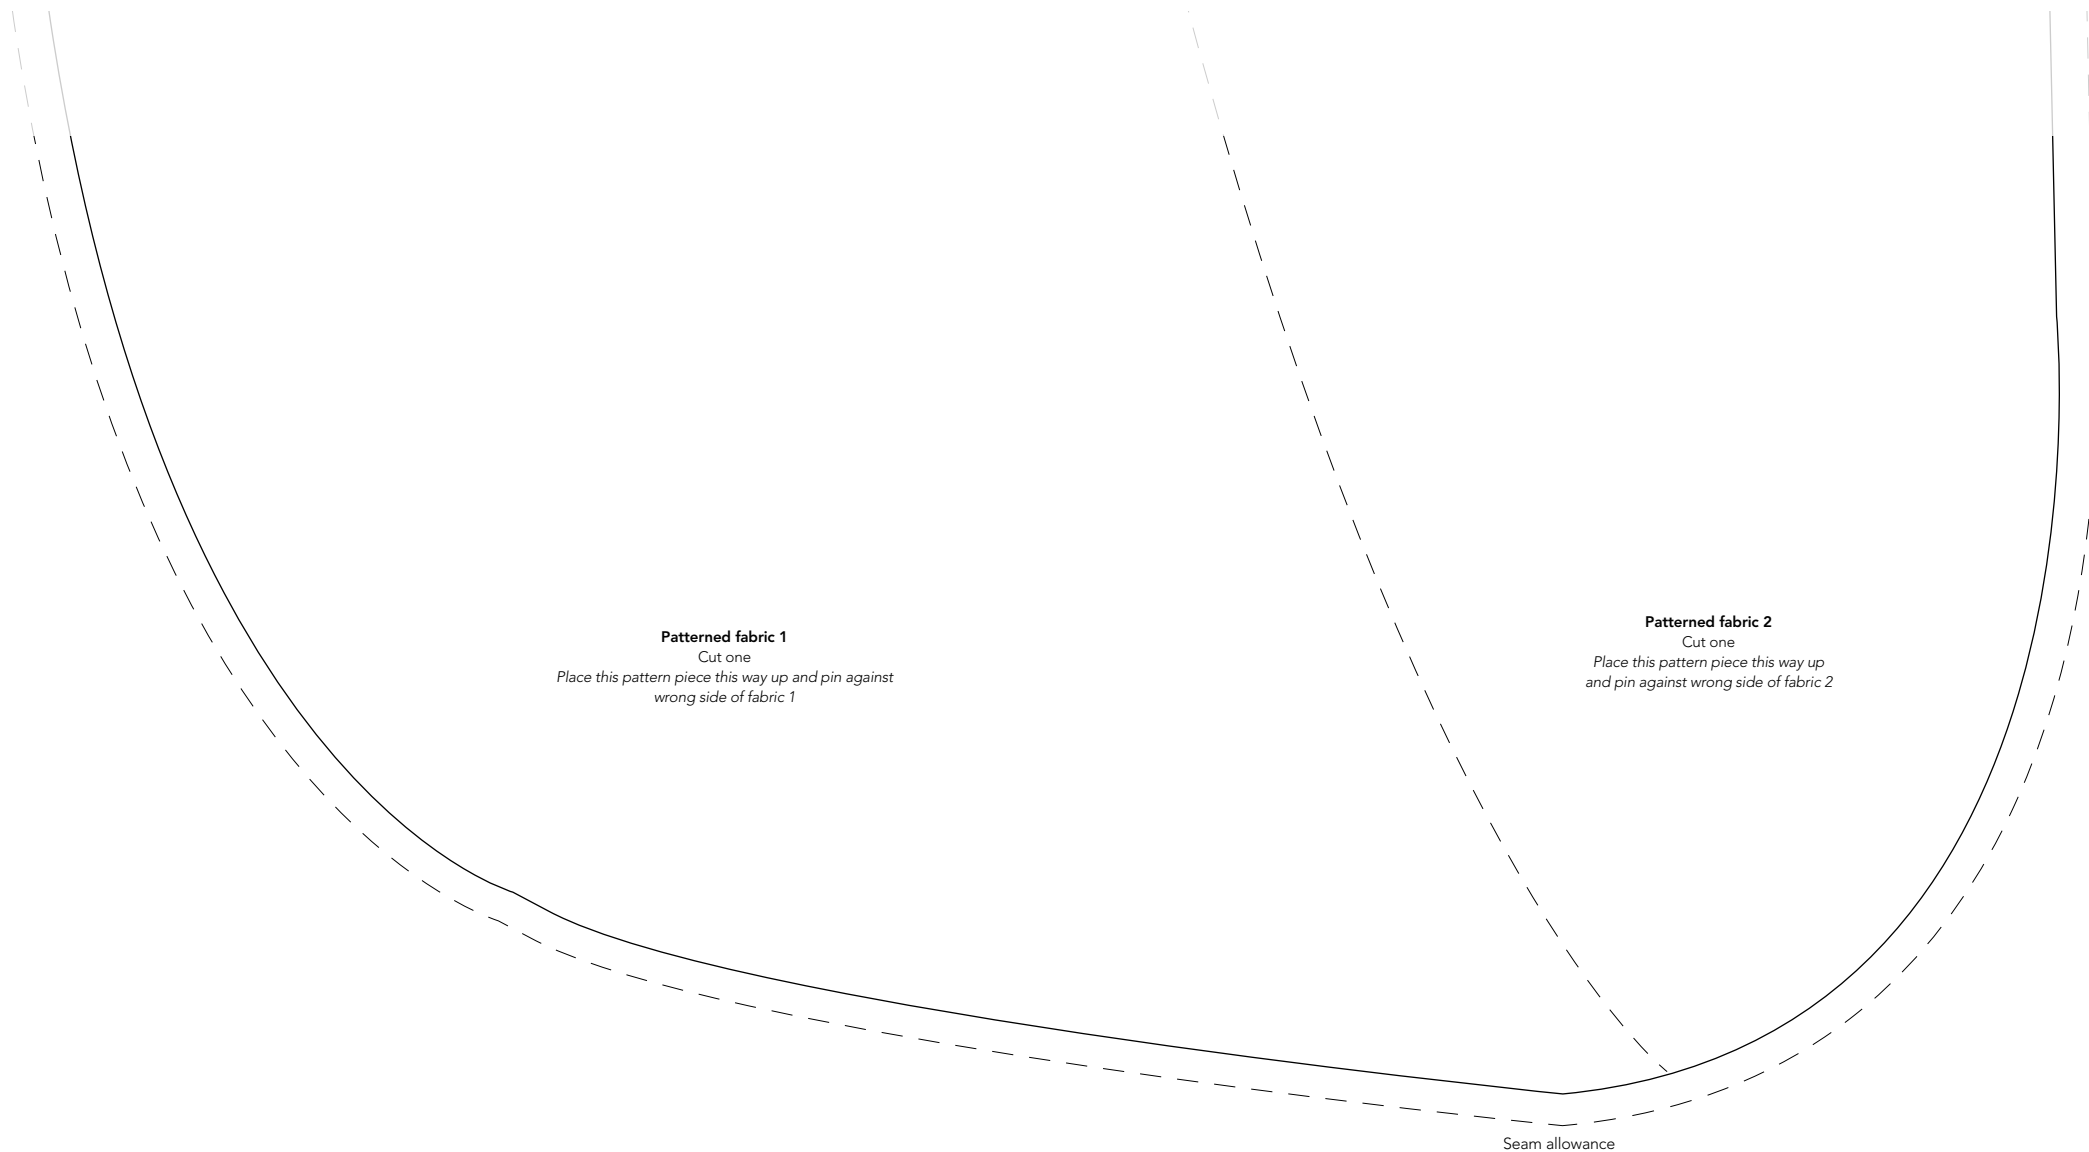 Patterned fabric 1
Cut one
Place this pattern piece this way up and pin against
wrong side of fabric 1
Patterned fabric 2
Cut one
Place this pattern piece this way up
and pin against wrong side of fabric 2
Seam allowance